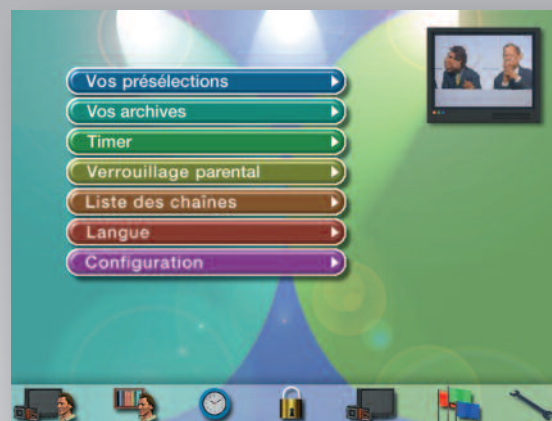 Vos présélections
Vos archives
Timer
Verrouillage parental
Liste des chaînes
Langue
Configuration